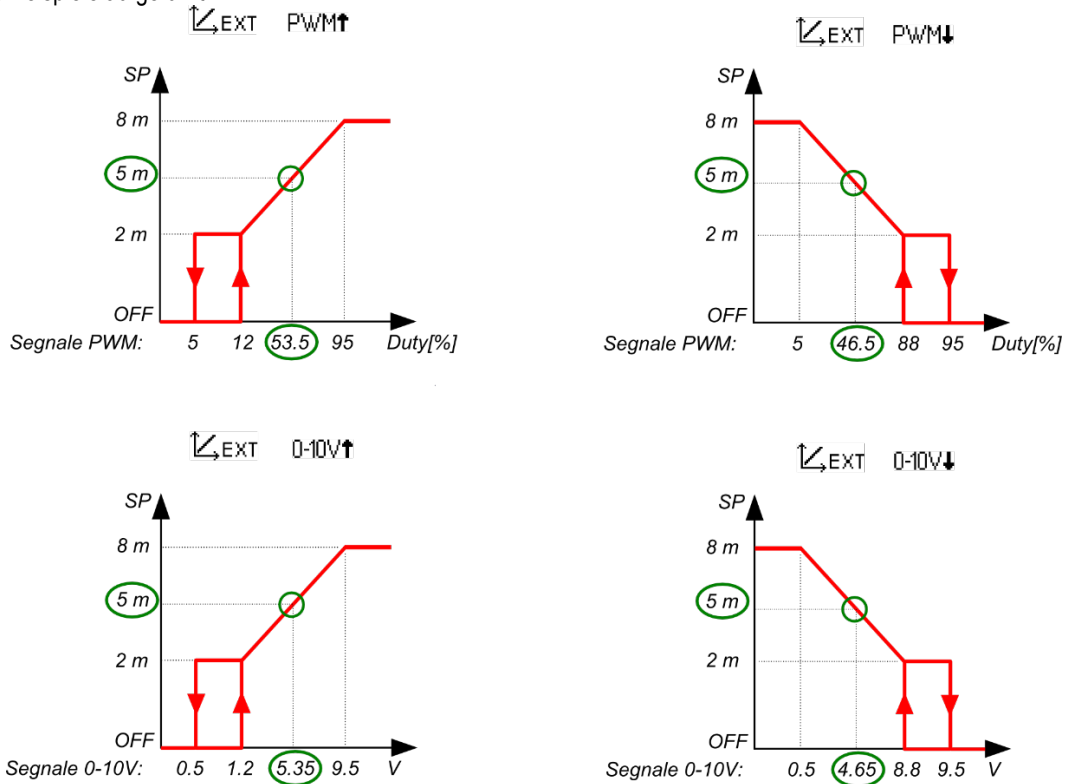 EXT PWM↑
SP
8 m
5 m
2 m
OFF
Segnale PWM: 5 12 53.5 95 Duty[%]
EXT PWM↓
SP
8 m
5 m
2 m
OFF
Segnale PWM: 5 46.5 88 95 Duty[%]
EXT 0-10V↑
SP
8 m
5 m
2 m
OFF
Segnale 0-10V: 0.5 1.2 5.35 9.5 V
EXT 0-10V↓
SP
8 m
5 m
2 m
OFF
Segnale 0-10V: 0.5 4.65 8.8 9.5 V